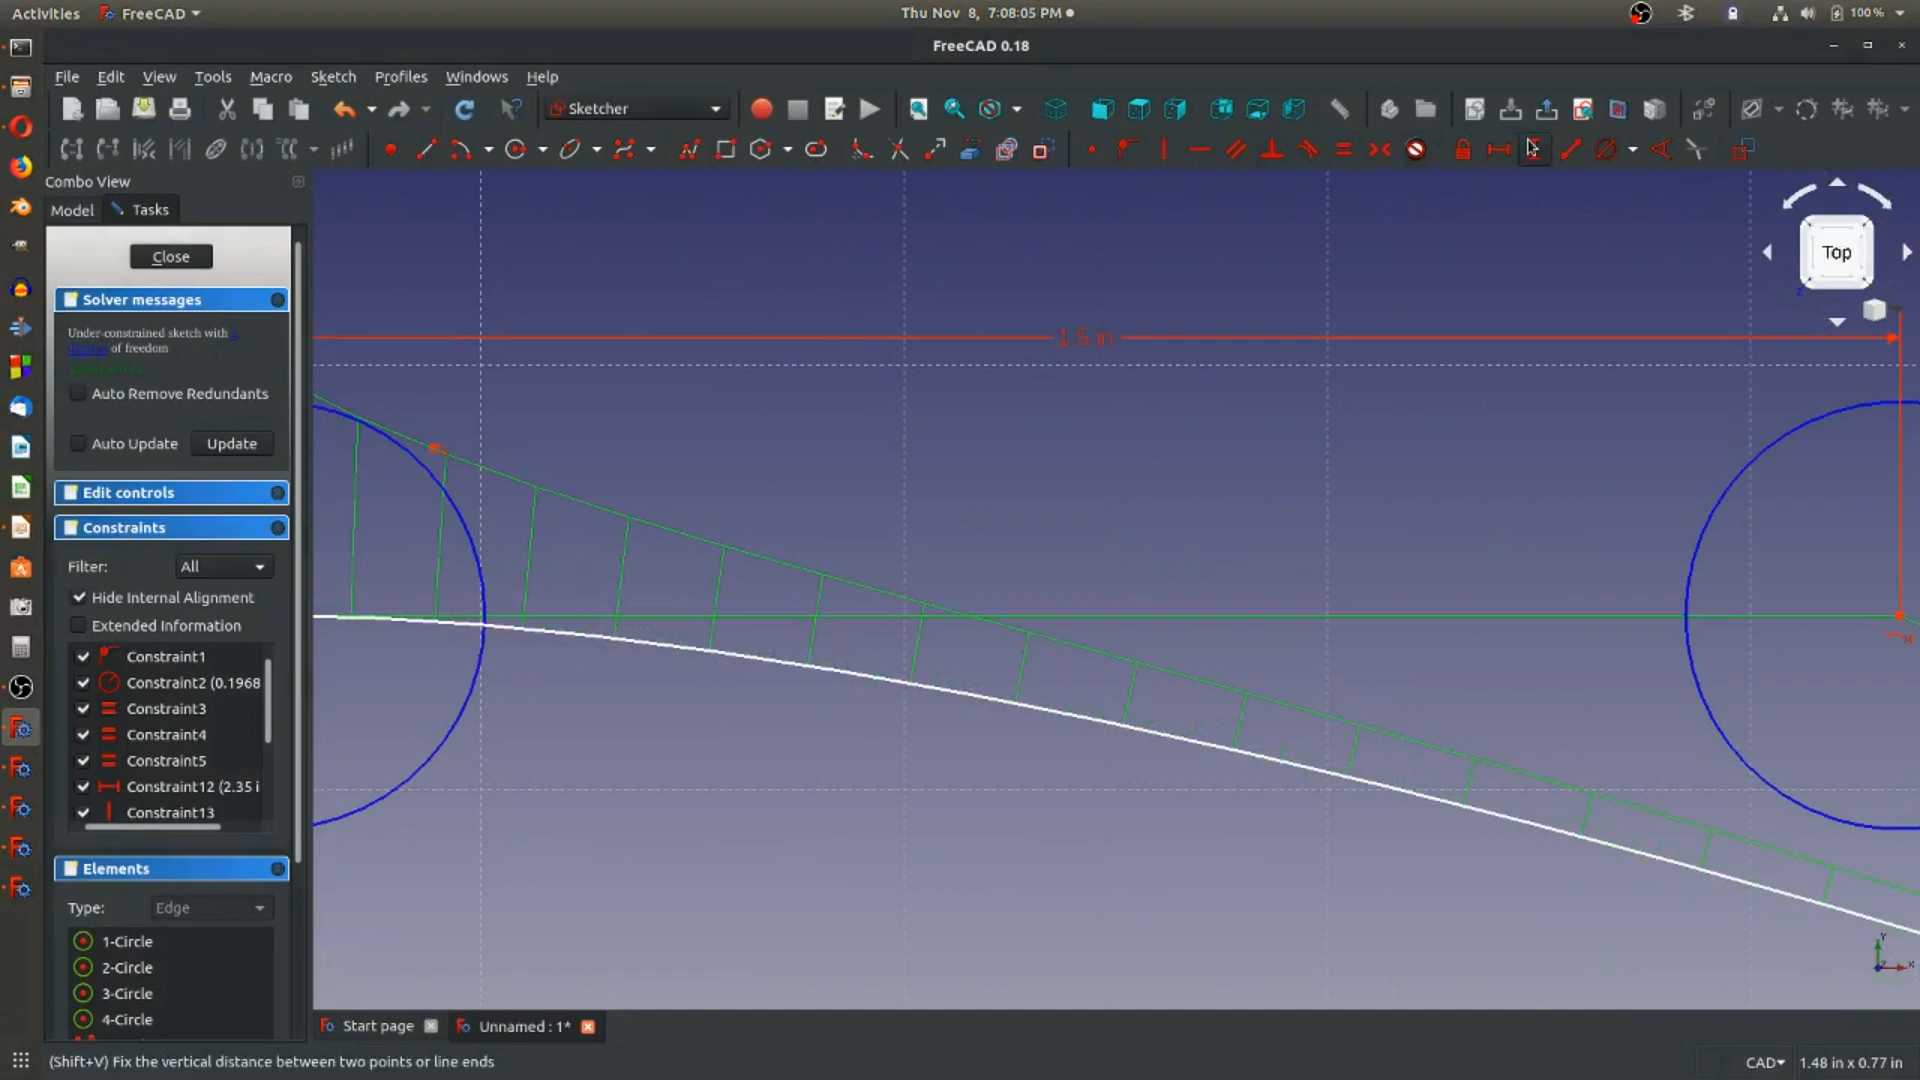 Activities FreeCAD Thu Nov 8, 7:08:05 PM 100%
FreeCAD 0.18
File Edit View Tools Macro Sketch Profiles Windows Help
Sketcher
Combo View
Model Tasks
Close
Solver messages
Under-constrained sketch with
of freedom
Auto Remove Redundants
Auto Update Update
Edit controls
Constraints
Filter: All
Hide Internal Alignment
Extended Information
Constraint1
Constraint2 (0.1968
Constraint3
Constraint4
Constraint5
Constraint12 (2.35 i
Constraint13
Elements
Type: Edge
1-Circle
2-Circle
3-Circle
4-Circle
1.5 in
Top
Z
Y
X
Start page Unnamed : 1*
(Shift+V) Fix the vertical distance between two points or line ends
CAD 1.48 in x 0.77 in